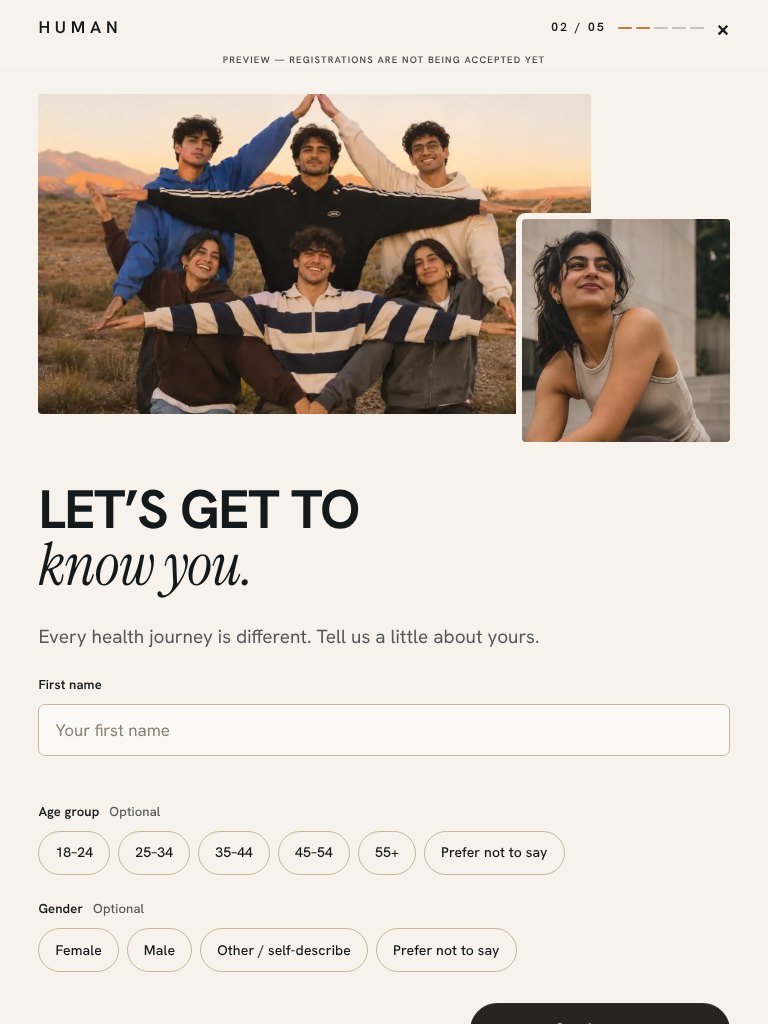 HUMAN
02 / 05
×
PREVIEW — REGISTRATIONS ARE NOT BEING ACCEPTED YET
LET’S GET TO
know you.
Every health journey is different. Tell us a little about yours.
First name
Your first name
Age group Optional
18–24 25–34 35–44 45–54 55+ Prefer not to say
Gender Optional
Female Male Other / self-describe Prefer not to say